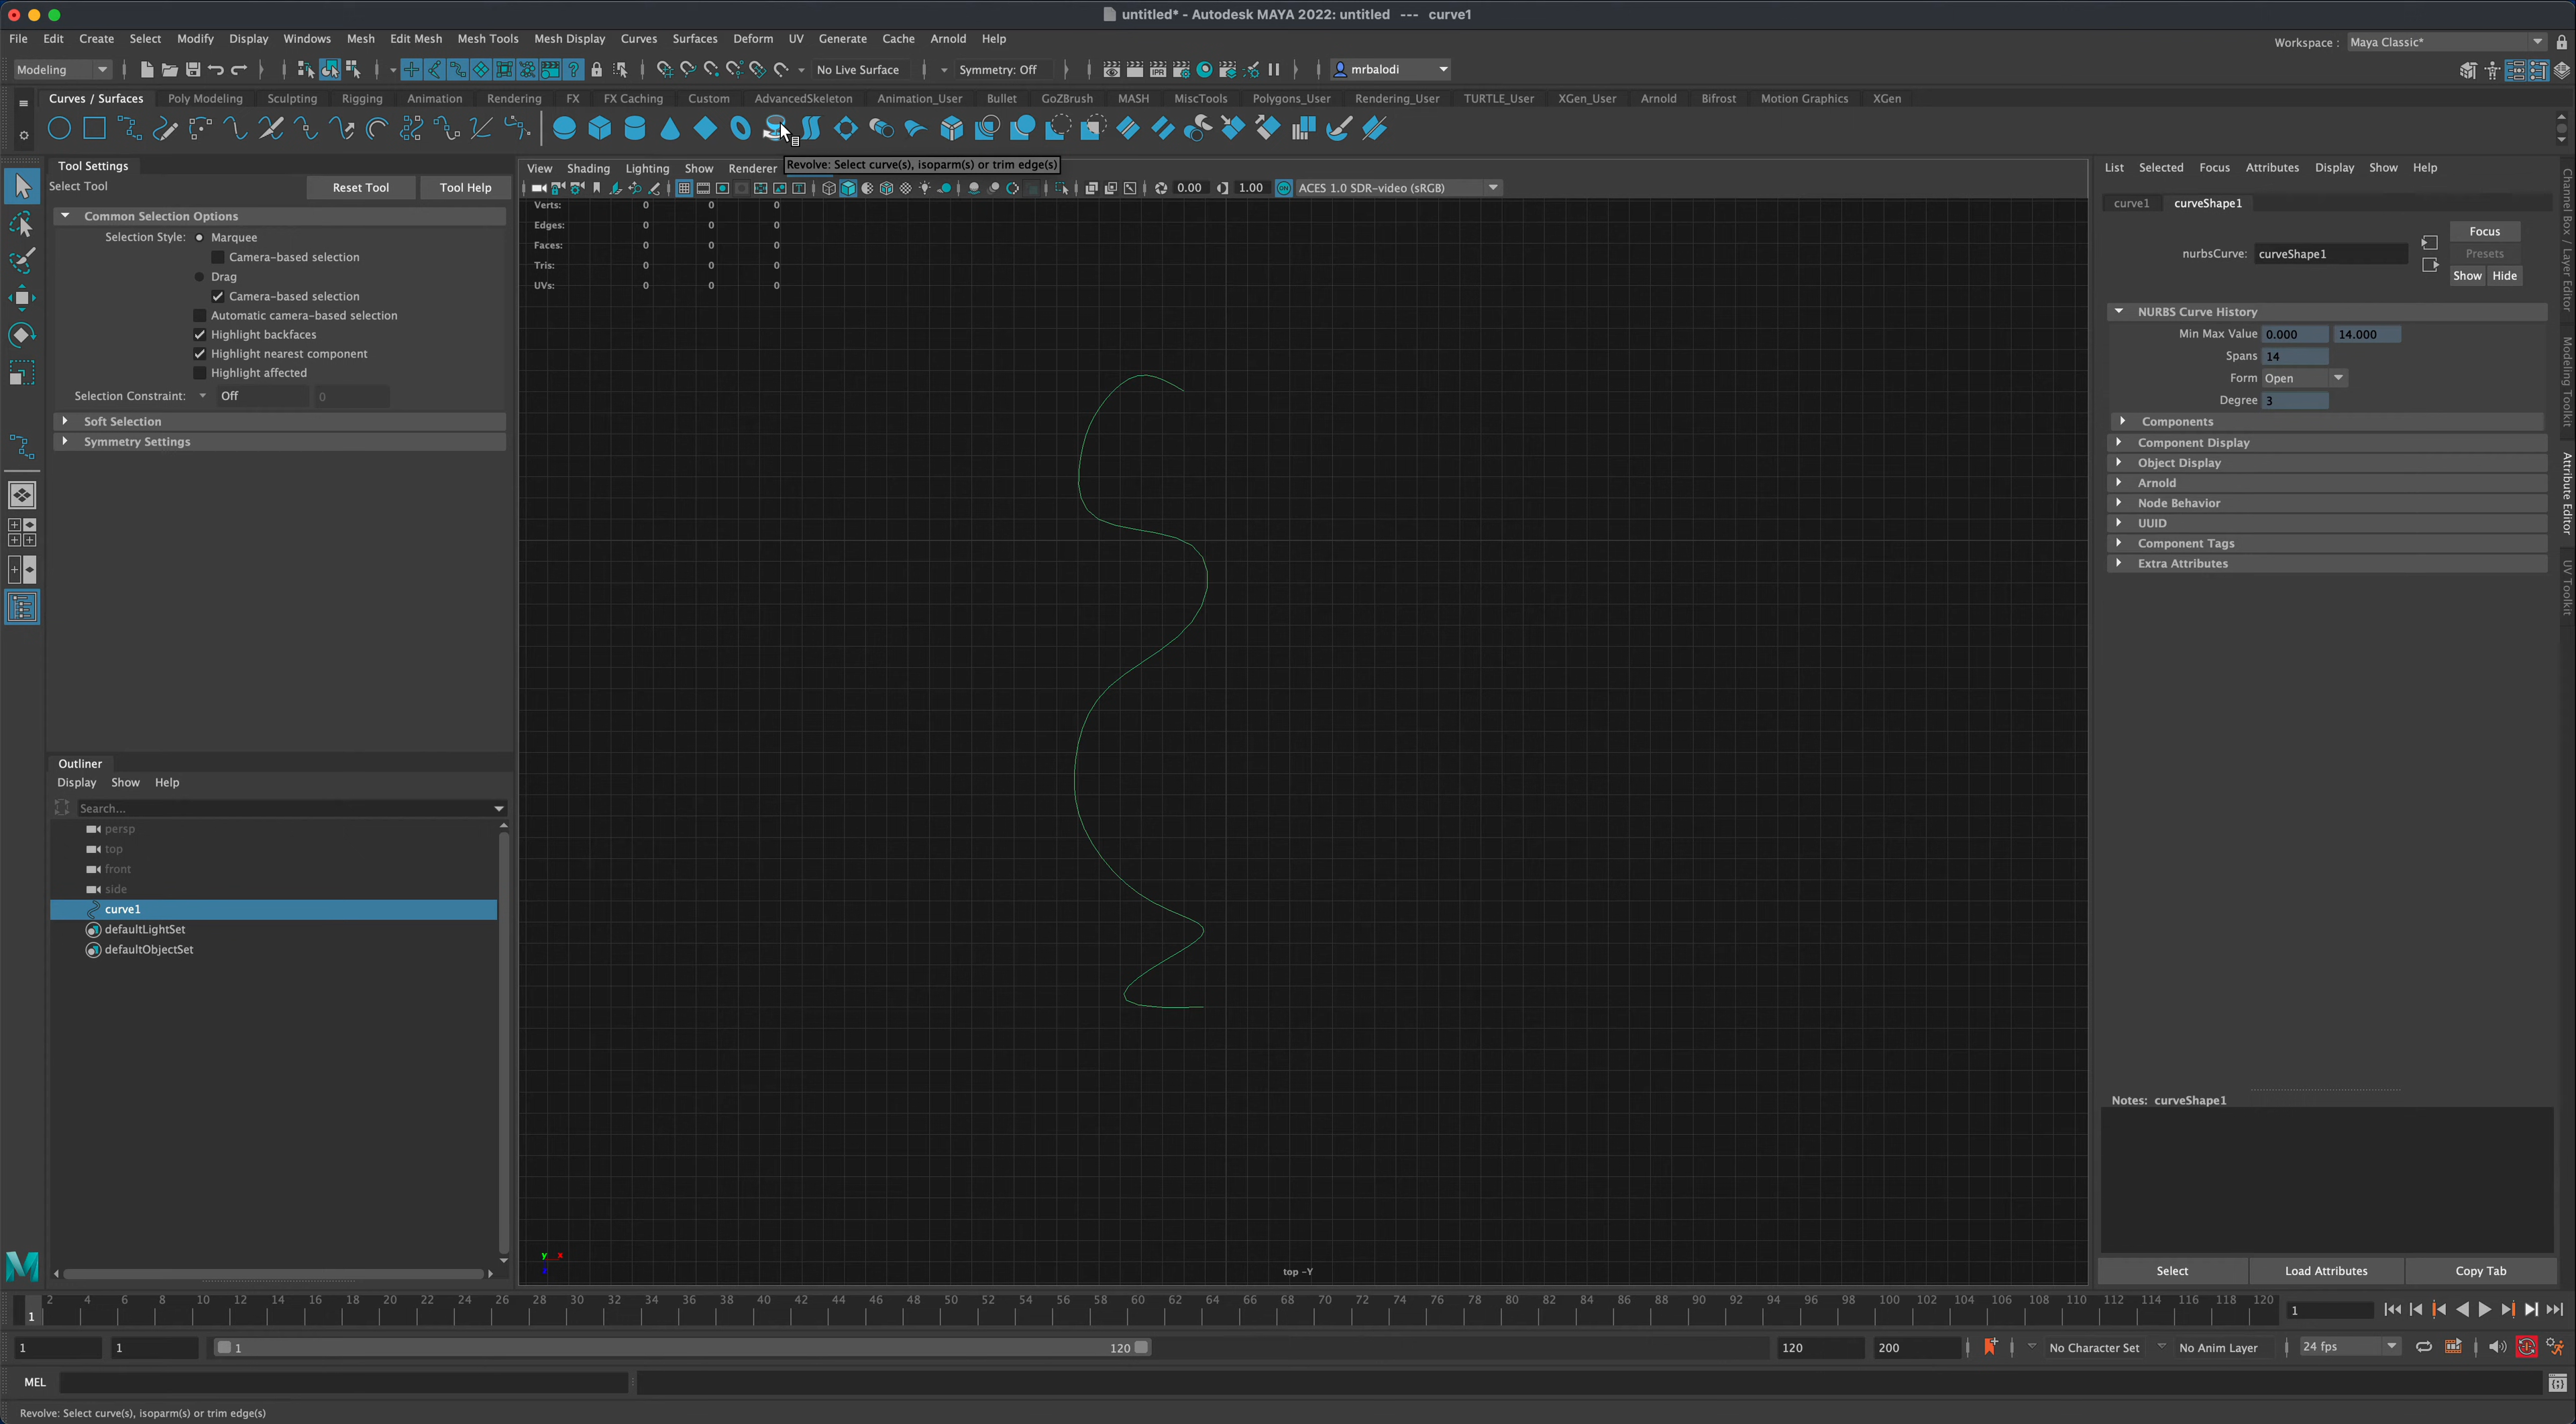 untitled* - Autodesk MAYA 2022: untitled --- curve1
File Edit Create Select Modify Display Windows Mesh Edit Mesh Mesh Tools Mesh Display Curves Surfaces Deform UV Generate Cache Arnold Help
Workspace : Maya Classic*
Modeling
No Live Surface
Symmetry: Off
IPR
mrbalodi
Curves / Surfaces Poly Modeling Sculpting Rigging Animation Rendering FX FX Caching Custom AdvancedSkeleton Animation_User Bullet GoZBrush MASH MiscTools Polygons_User Rendering_User TURTLE_User XGen_User Arnold Bifrost Motion Graphics XGen
Tool Settings
Select Tool
Reset Tool
Tool Help
Common Selection Options
Selection Style: Marquee
Camera-based selection
Drag
Camera-based selection
Automatic camera-based selection
Highlight backfaces
Highlight nearest component
Highlight affected
Selection Constraint: Off 0
Soft Selection
Symmetry Settings
Outliner
Display Show Help
Search...
persp
top
front
side
curve1
defaultLightSet
defaultObjectSet
View Shading Lighting Show Renderer
Revolve: Select curve(s), isoparm(s) or trim edge(s)
0.00 1.00 ON ACES 1.0 SDR-video (sRGB)
Verts: 0 0 0
Edges: 0 0 0
Faces: 0 0 0
Tris: 0 0 0
UVs: 0 0 0
y x
top -Y
List Selected Focus Attributes Display Show Help
curve1 curveShape1
nurbsCurve: curveShape1
Focus
Presets
Show Hide
NURBS Curve History
Min Max Value 0.000 14.000
Spans 14
Form Open
Degree 3
Components
Component Display
Object Display
Arnold
Node Behavior
UUID
Component Tags
Extra Attributes
Notes: curveShape1
Select
Load Attributes
Copy Tab
Channel Box / Layer Editor
Modeling Toolkit
Attribute Editor
UV Toolkit
1 2 4 6 8 10 12 14 16 18 20 22 24 26 28 30 32 34 36 38 40 42 44 46 48 50 52 54 56 58 60 62 64 66 68 70 72 74 76 78 80 82 84 86 88 90 92 94 96 98 100 102 104 106 108 110 112 114 116 118 120
1
1 1 1 120 120 200 No Character Set No Anim Layer 24 fps
MEL
Revolve: Select curve(s), isoparm(s) or trim edge(s)